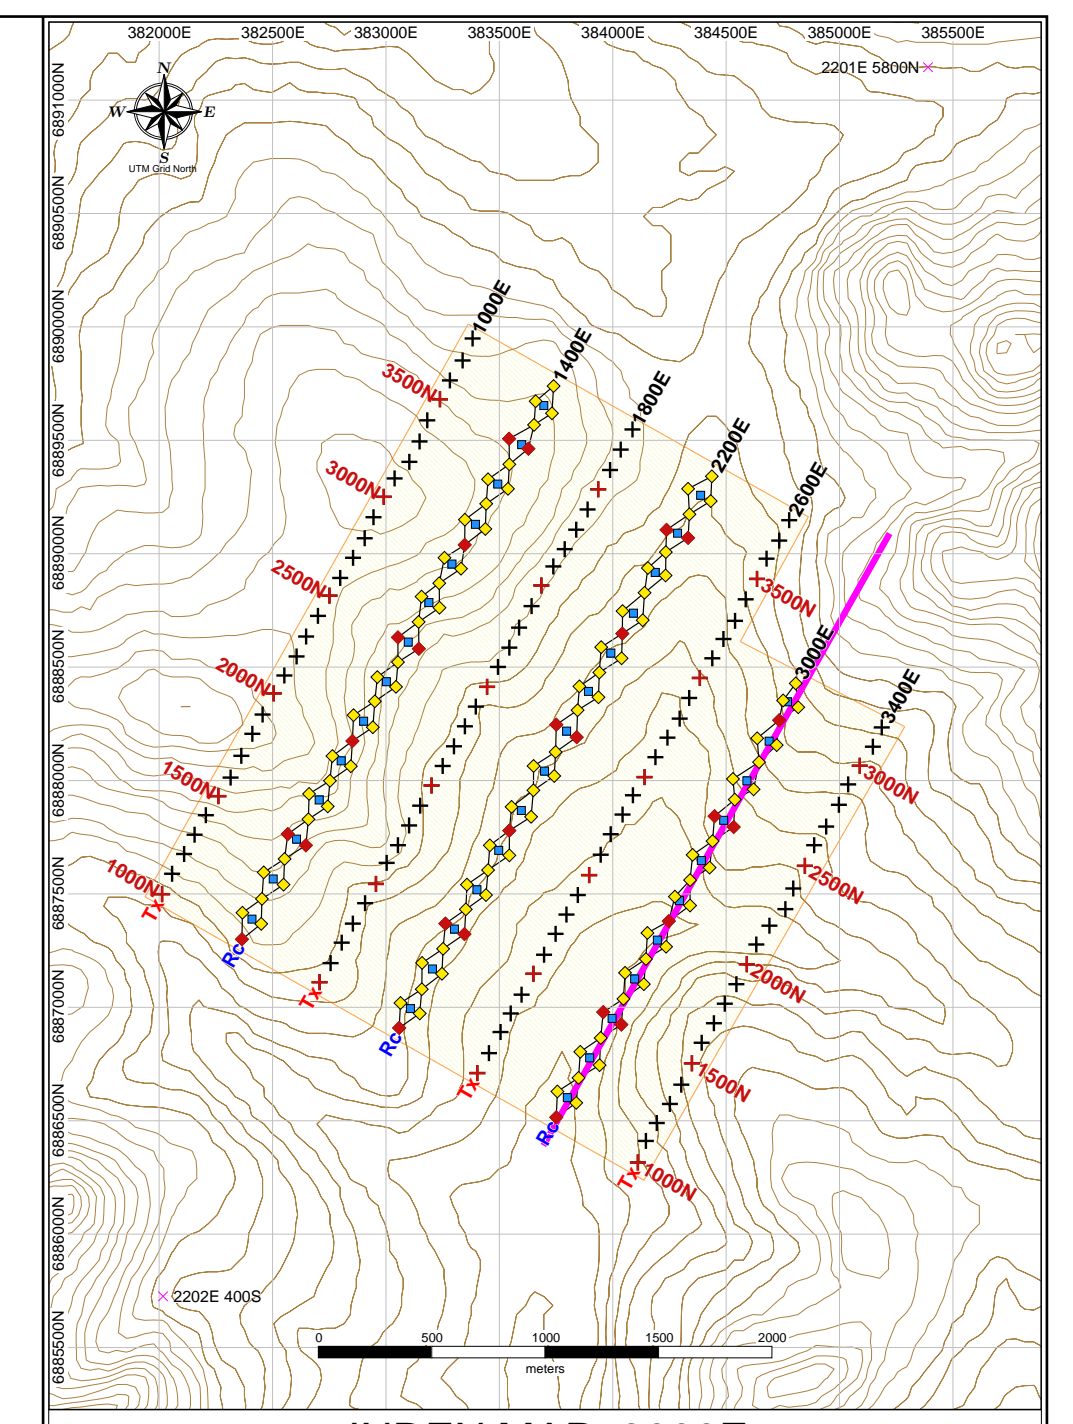 382000E 382500E 383000E 383500E 384000E 384500E 385000E 385500E
2201E 5800N
N
W E
S
UTM Grid North
6891000N
6890500N
6890000N
6889500N
6889000N
6888500N
6888000N
6887500N
6887000N
6886500N
6886000N
6885500N
1000E
1400E
1800E
2200E
2600E
3000E
3400E
3500N
3000N
2500N
2000N
1500N
1000N
3500N
3000N
2500N
2000N
1500N
1000N
Tx
Rc
Tx
Rc
Tx
Rc
Tx
2202E 400S
0 500 1000 1500 2000
meters